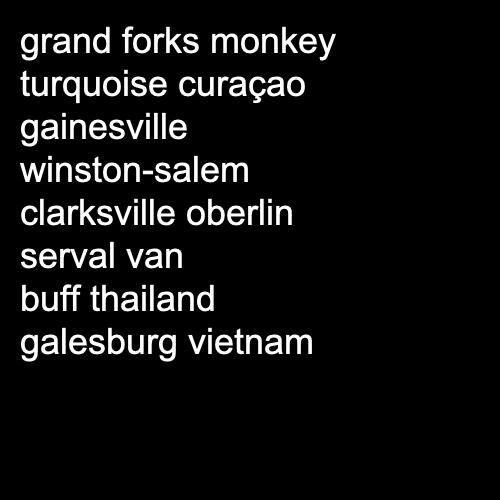 grand forks monkey
turquoise curaçao
gainesville
winston-salem
clarksville oberlin
serval van
buff thailand
galesburg vietnam